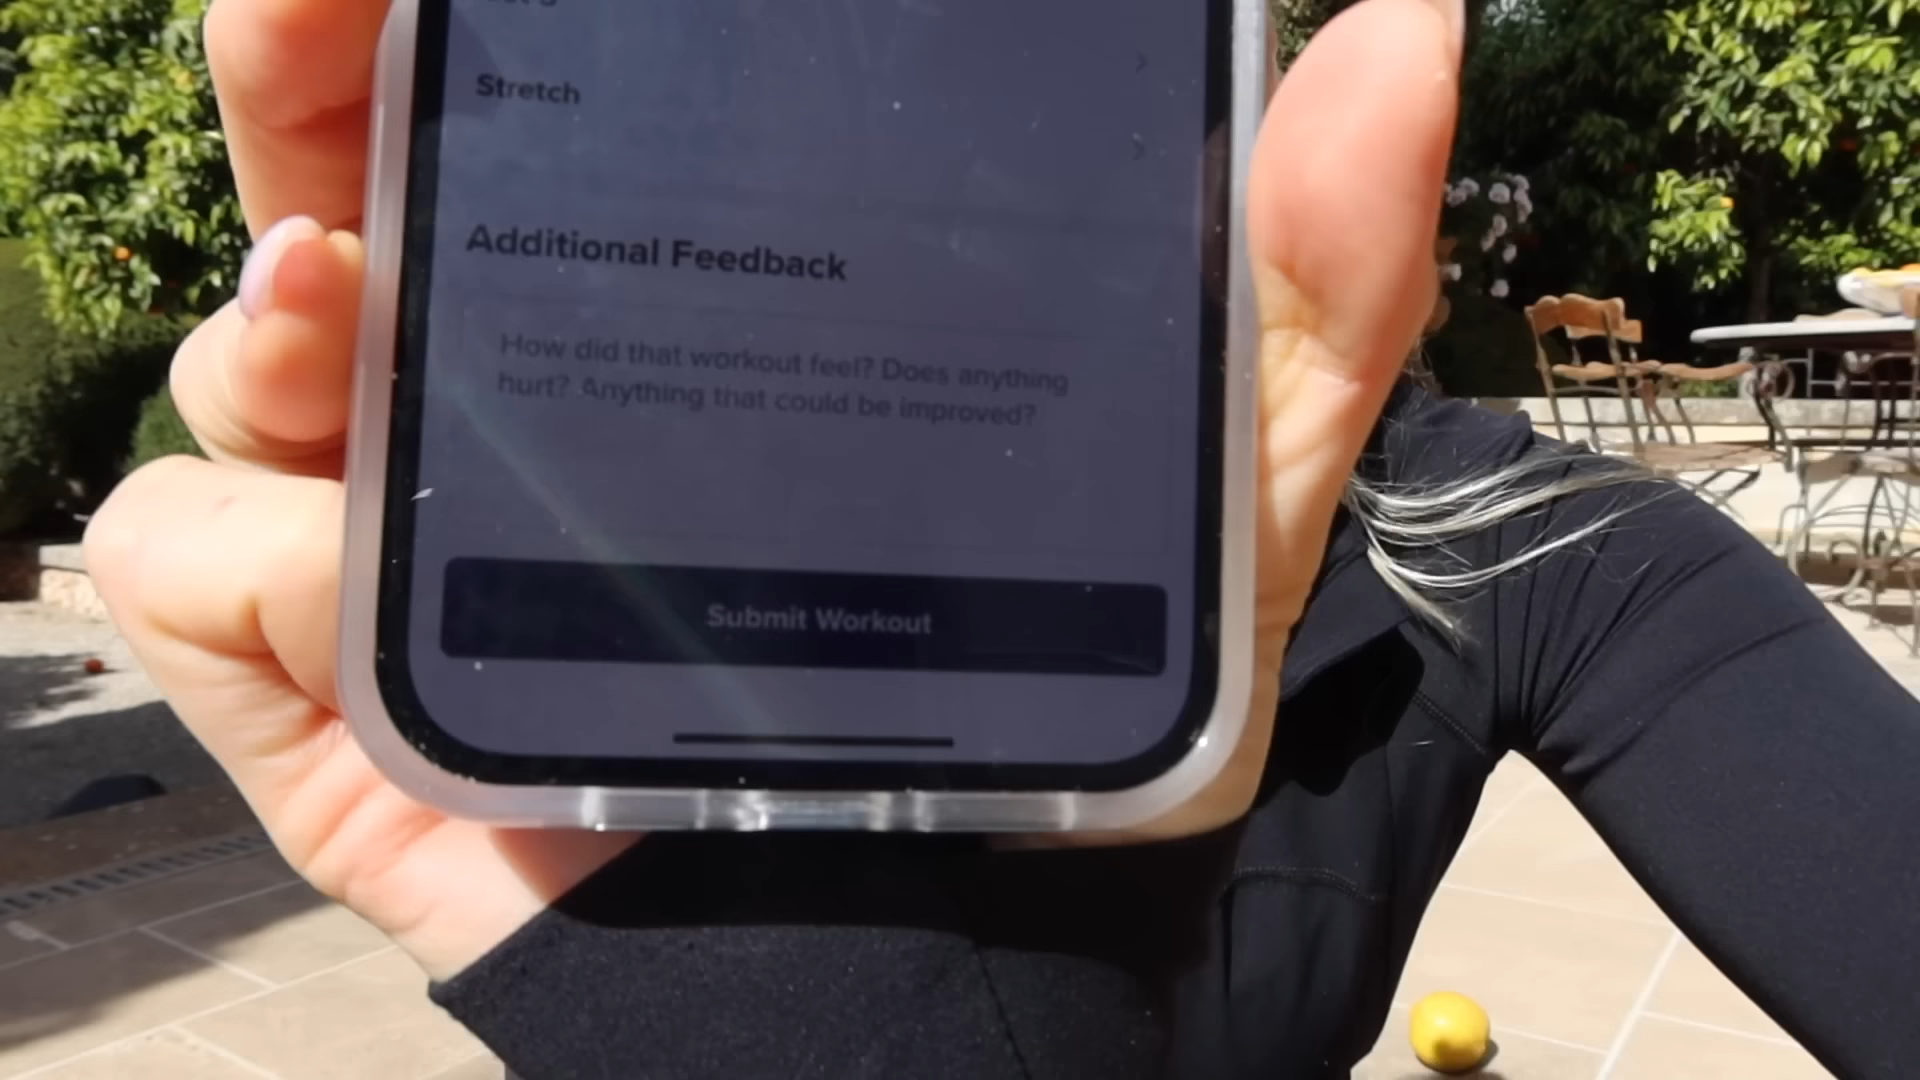 Stretch
Additional Feedback
How did that workout feel? Does anything
hurt? Anything that could be improved?
Submit Workout